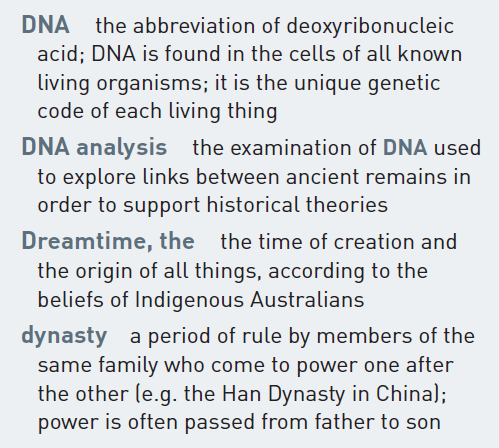 DNA the abbreviation of deoxyribonucleic
acid; DNA is found in the cells of all known
living organisms; it is the unique genetic
code of each living thing
DNA analysis the examination of DNA used
to explore links between ancient remains in
order to support historical theories
Dreamtime, the the time of creation and
the origin of all things, according to the
beliefs of Indigenous Australians
dynasty a period of rule by members of the
same family who come to power one after
the other (e.g. the Han Dynasty in China);
power is often passed from father to son